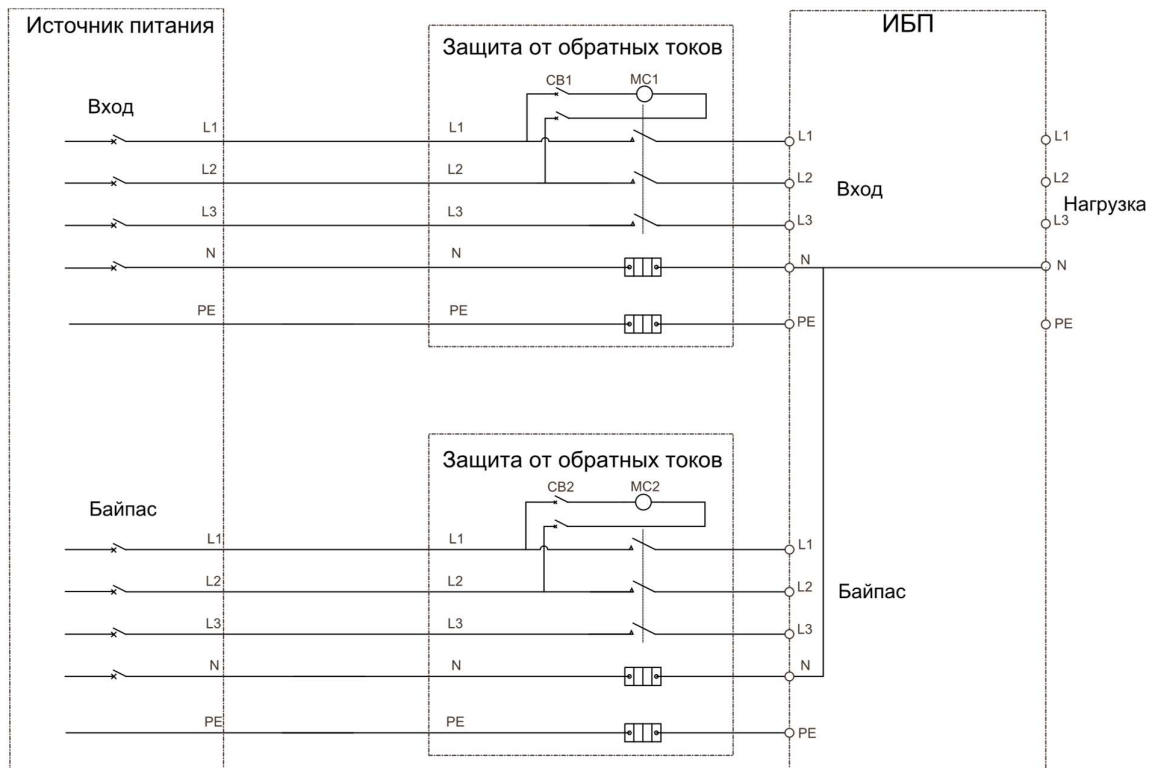 Источник питания
Защита от обратных токов
ИБП
CB1
MC1
Вход
L1
L1
L1
L1
L2
L2
L2
L2
Вход
L3
L3
L3
L3
Нагрузка
N
N
N
N
PE
PE
PE
PE
Защита от обратных токов
CB2
MC2
Байпас
L1
L1
L1
L2
L2
L2
Байпас
L3
L3
L3
N
N
N
PE
PE
PE